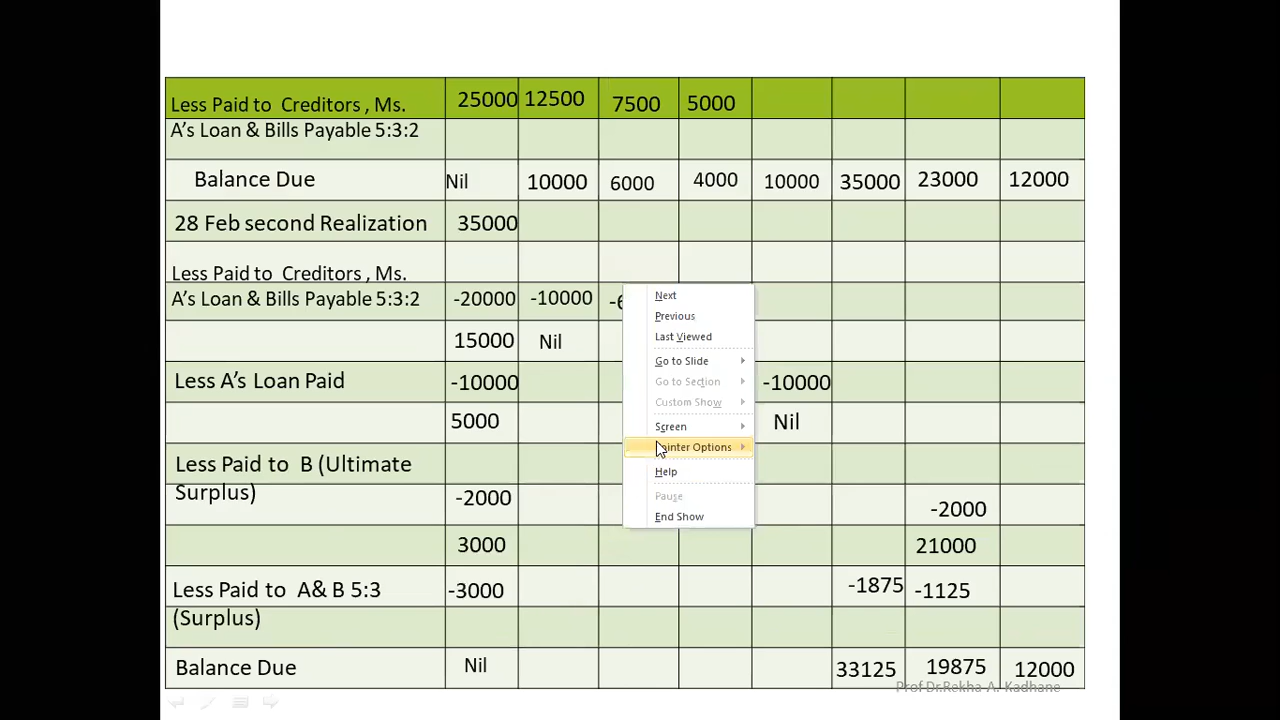 Less Paid to Creditors , Ms. 25000 12500 7500 5000
A’s Loan & Bills Payable 5:3:2
Balance Due Nil 10000 6000 4000 10000 35000 23000 12000
28 Feb second Realization 35000
Less Paid to Creditors , Ms.
A’s Loan & Bills Payable 5:3:2 -20000 -10000
15000 Nil
Less A’s Loan Paid -10000 -10000
5000 Nil
Less Paid to B (Ultimate
Surplus) -2000 -2000
3000 21000
Less Paid to A& B 5:3 -3000 -1875 -1125
(Surplus)
Balance Due Nil 33125 19875 12000
Prof Dr.Rekha A. Kadhane
Next
Previous
Last Viewed
Go to Slide
Go to Section
Custom Show
Screen
Pointer Options
Help
Pause
End Show